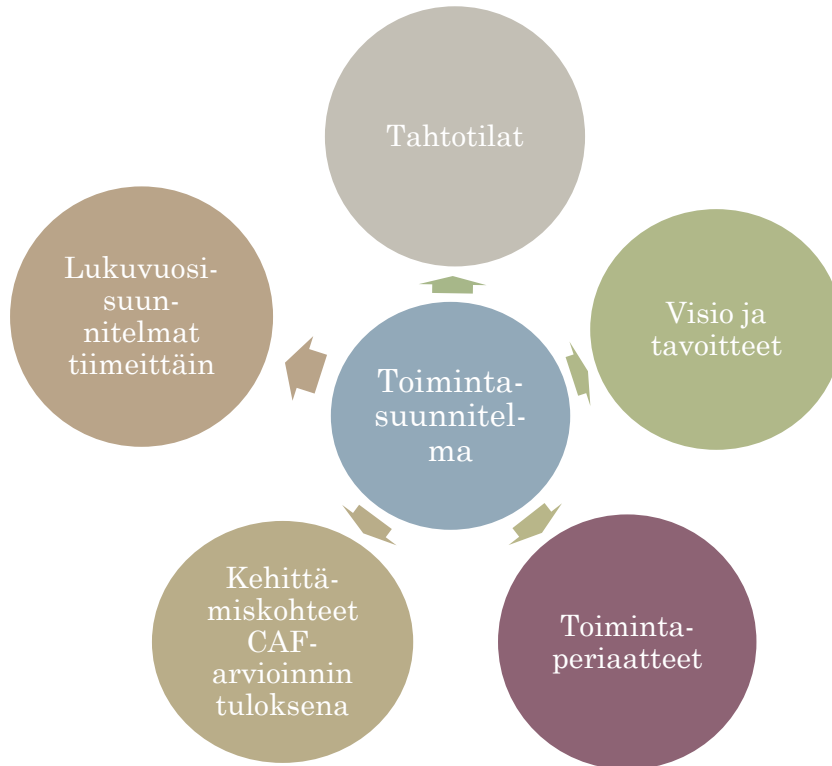 Tahtotilat
Visio ja
tavoitteet
Toiminta-
periaatteet
Kehittä-
miskohteet
CAF-
arvioinnin
tuloksena
Lukuvuosi-
suun-
nitelmat
tiimeittäin
Toiminta-
suunnitel-
ma